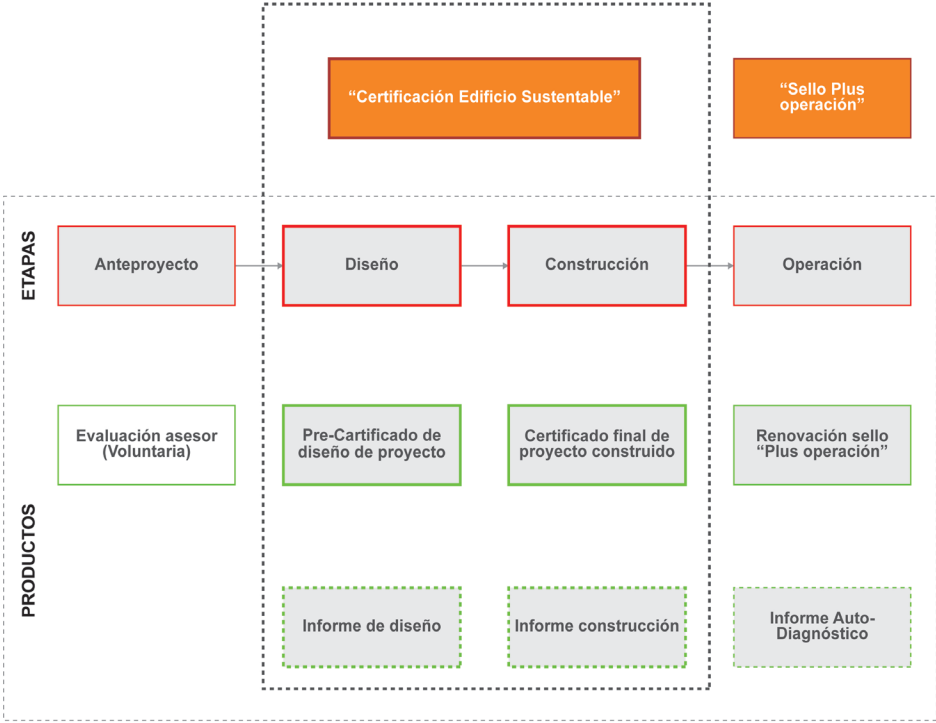 “Certificación Edificio Sustentable”
“Sello Plus
operación”
ETAPAS
Anteproyecto
Diseño
Construcción
Operación
PRODUCTOS
Evaluación asesor
(Voluntaria)
Pre-Cartificado de
diseño de proyecto
Certificado final de
proyecto construido
Renovación sello
“Plus operación”
Informe de diseño
Informe construcción
Informe Auto-
Diagnóstico